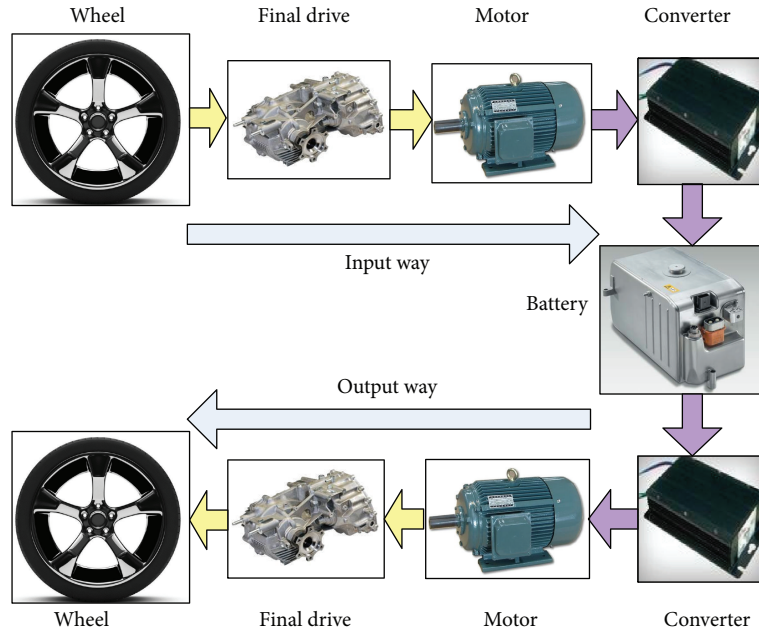 Wheel
Final drive
Motor
Converter
Input way
Battery
Output way
Wheel
Final drive
Motor
Converter